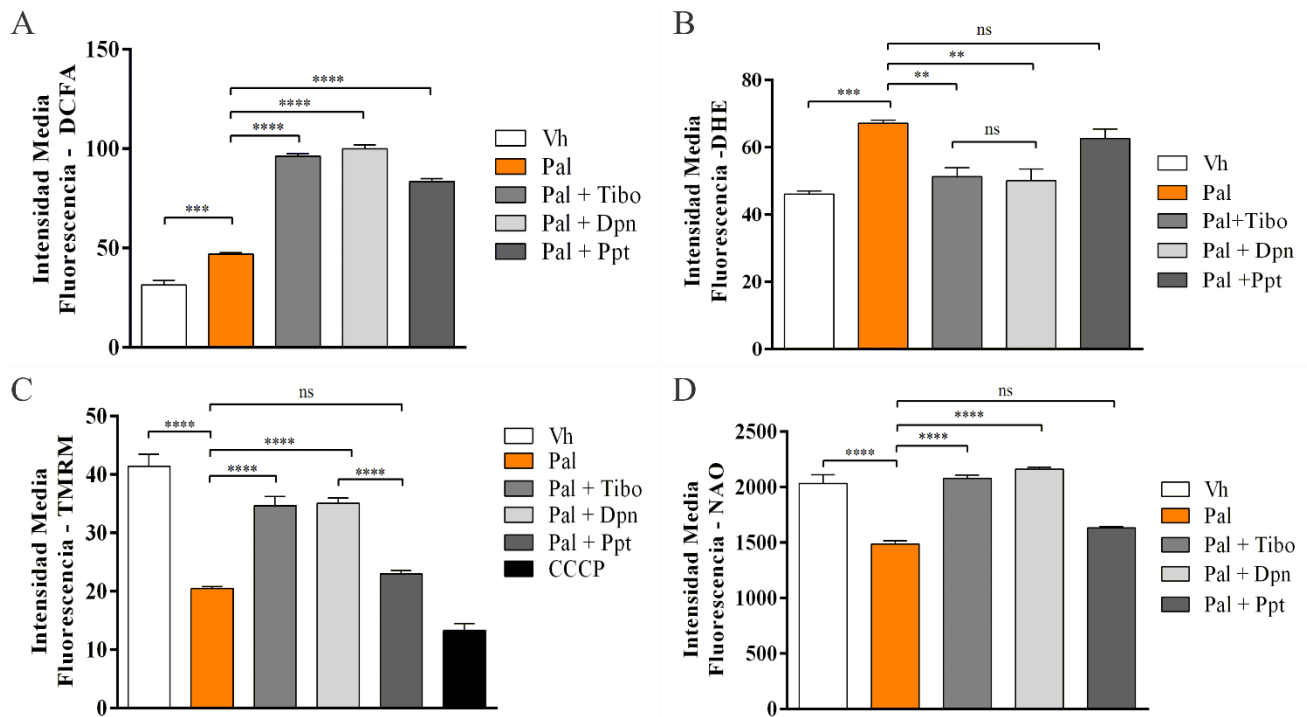 A
Intensidad Media
Fluorescencia - DCFA
150
100
50
0
***
****
****
****
Vh
Pal
Pal + Tibo
Pal + Dpn
Pal + Ppt
B
Intensidad Media
Fluorescencia -DHE
80
60
40
20
0
ns
**
**
***
ns
Vh
Pal
Pal+Tibo
Pal + Dpn
Pal +Ppt
C
Intensidad Media
Fluorescencia - TMRM
50
40
30
20
10
0
ns
****
****
****
****
Vh
Pal
Pal + Tibo
Pal + Dpn
Pal + Ppt
CCCP
D
Intensidad Media
Fluorescencia - NAO
2500
2000
1500
1000
500
0
ns
****
****
****
Vh
Pal
Pal + Tibo
Pal + Dpn
Pal + Ppt